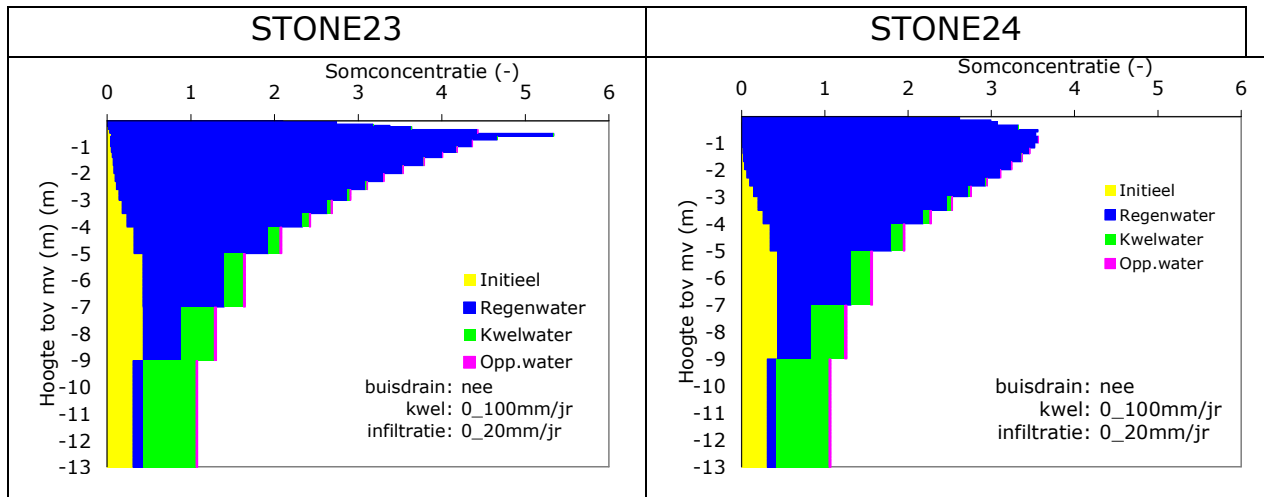 STONE23
Somconcentratie (-)
0 1 2 3 4 5 6
Hoogte tov mv (m) (m)
-1
-2
-3
-4
-5
-6
-7
-8
-9
-10
-11
-12
-13
Initieel
Regenwater
Kwelwater
Opp.water
buisdrain: nee
kwel: 0_100mm/jr
infiltratie: 0_20mm/jr
STONE24
Somconcentratie (-)
0 1 2 3 4 5 6
Hoogte tov mv (m)
-1
-2
-3
-4
-5
-6
-7
-8
-9
-10
-11
-12
-13
Initieel
Regenwater
Kwelwater
Opp.water
buisdrain: nee
kwel: 0_100mm/jr
infiltratie: 0_20mm/jr